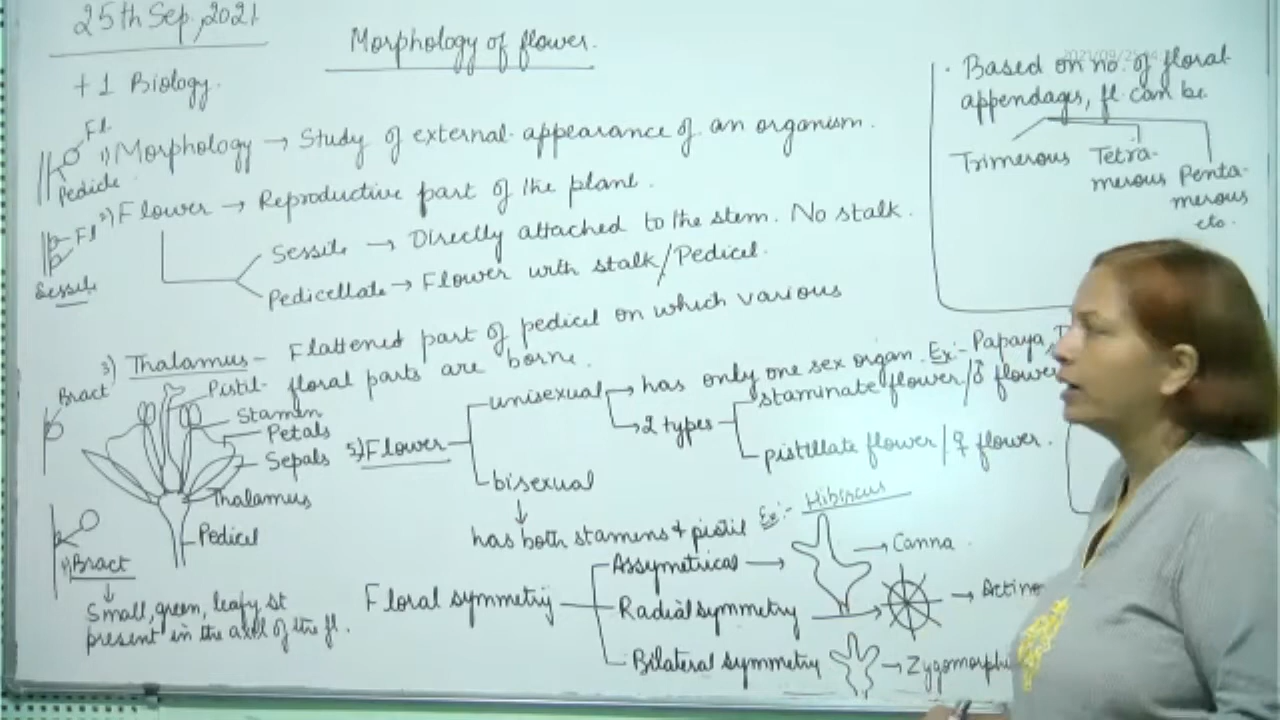 25th Sep, 2021
Morphology of flower.
+1 Biology.
Fl.
Pedicle
1) Morphology → Study of external appearance of an organism.
2) Flower → Reproductive part of the plant.
Fl
Sessile
Sessile → Directly attached to the stem. No stalk.
Pedicellate → Flower with stalk/Pedicel.
3) Thalamus - Flattened part of pedicel on which various
floral parts are borne.
Bract
Pistil
Stamen
Petals
Sepals
Thalamus
Pedicel
4) Bract
↓
Small, green, leafy st
present in the axil of the fl.
5) Flower
unisexual → has only one sex organ. Ex:- Papaya,
→ 2 types
staminate flower/♂ flower
pistillate flower/♀ flower.
bisexual
↓
has both stamens & pistil Ex:- Hibiscus
Floral symmetry
Assymetrical → → Canna
Radial symmetry → → Actino
Bilateral symmetry → Zygomorphi
2021/09/25
. Based on no. of floral
appendages, fl. can be
Trimerous
Tetra-
merous
Penta-
merous
etc.